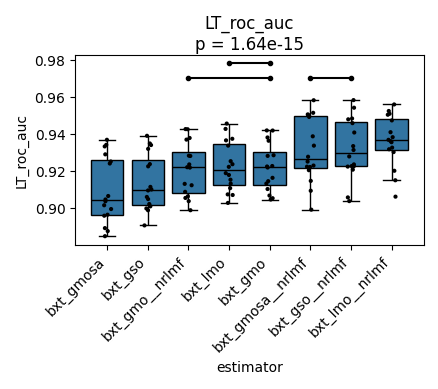 LT_roc_auc
p = 1.64e-15
LT_roc_auc
0.98
0.96
0.94
0.92
0.90
bxt_gmosa
bxt_gso
bxt_gmo__nrlmf
bxt_lmo
bxt_gmo
bxt_gmosa__nrlmf
bxt_gso__nrlmf
bxt_lmo__nrlmf
estimator